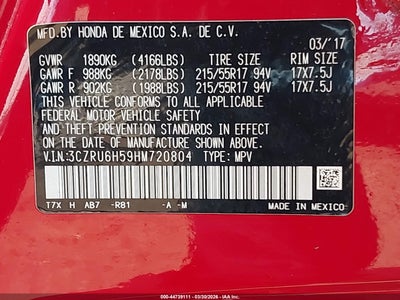 MFD.BY HONDA DE MEXICO S.A. DE C.V.
03/'17
GVWR 1890KG (4166LBS) TIRE SIZE RIM SIZE
GAWR F 988KG (2178LBS) 215/55R17 94V 17X7.5J
GAWR R 902KG (1988LBS) 215/55R17 94V 17X7.5J
THIS VEHICLE CONFORMS TO ALL APPLICABLE
FEDERAL MOTOR VEHICLE SAFETY
STANDARDS IN EFFECT
ON THE DATE OF MANUFACTURE SHOWN ABOVE.
V.I.N:3CZRU6H59HM720804 TYPE: MPV
T7X H AB7 -R81 -A -M
MADE IN MEXICO
000-44739111 — 03/30/2026 — IAA Inc.